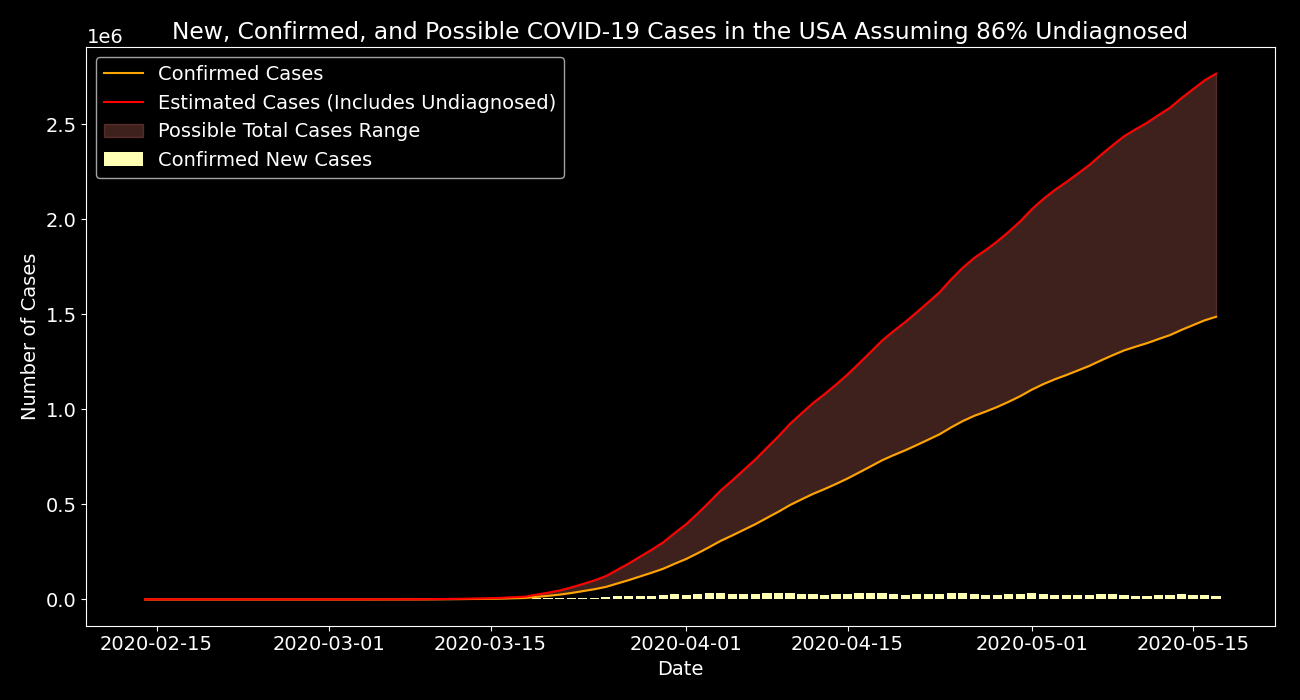 New, Confirmed, and Possible COVID-19 Cases in the USA Assuming 86% Undiagnosed
1e6
Confirmed Cases
Estimated Cases (Includes Undiagnosed)
Possible Total Cases Range
Confirmed New Cases
2.5
2.0
1.5
1.0
0.5
0.0
Number of Cases
2020-02-15 2020-03-01 2020-03-15 2020-04-01 2020-04-15 2020-05-01 2020-05-15
Date